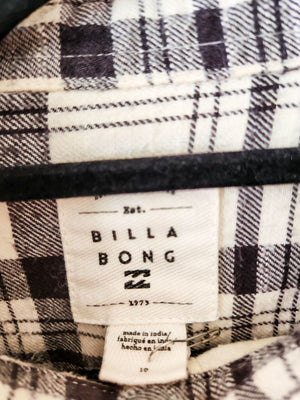 Est.
BILLA
BONG
1973
made in india/
fabriqué en inde/
hecho en india